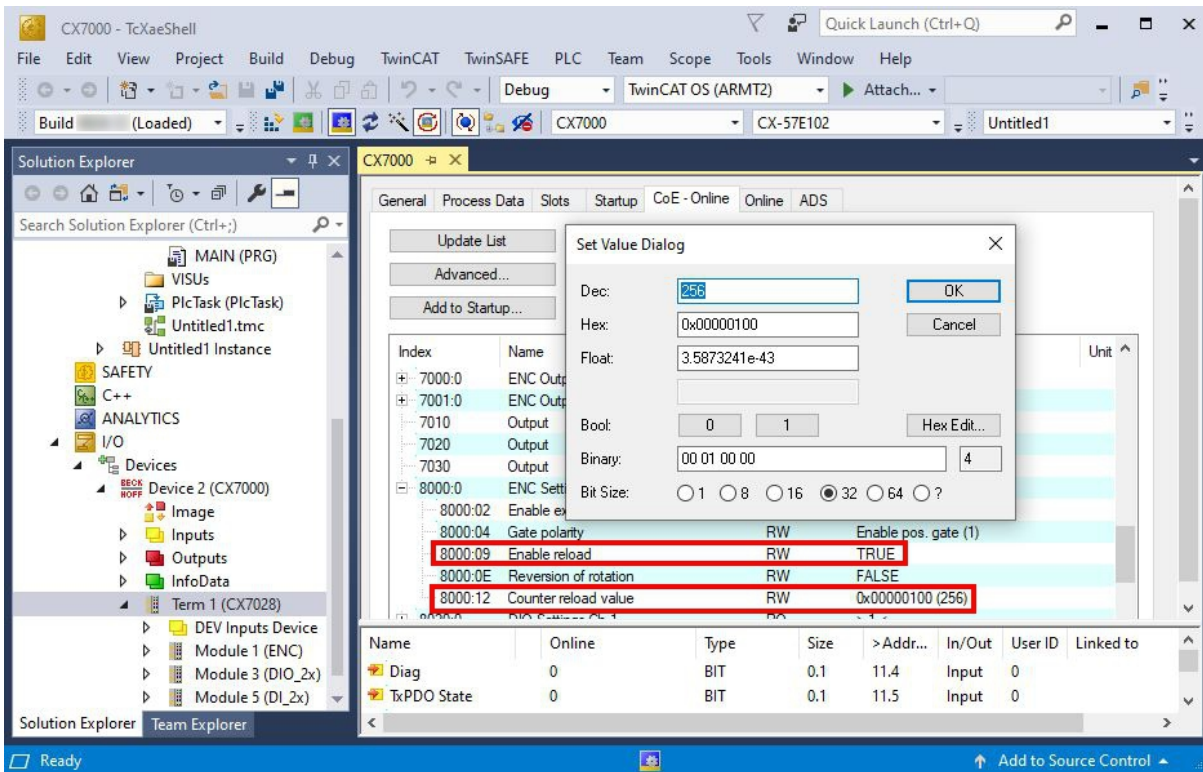 CX7000 - TcXaeShell
Quick Launch (Ctrl+Q)
File Edit View Project Build Debug TwinCAT TwinSAFE PLC Team Scope Tools Window Help
Debug TwinCAT OS (ARMT2) Attach...
Build (Loaded) CX7000 CX-57E102 Untitled1
Solution Explorer
Search Solution Explorer (Ctrl+;)
MAIN (PRG)
VISUs
PlcTask (PlcTask)
Untitled1.tmc
Untitled1 Instance
SAFETY
C++
ANALYTICS
I/O
Devices
BECKHOFF Device 2 (CX7000)
Image
Inputs
Outputs
InfoData
Term 1 (CX7028)
DEV Inputs Device
Module 1 (ENC)
Module 3 (DIO_2x)
Module 5 (DI_2x)
Solution Explorer Team Explorer
CX7000
General Process Data Slots Startup CoE - Online Online ADS
Update List
Advanced...
Add to Startup...
Index Name Unit
7000:0 ENC Outp
7001:0 ENC Outp
7010 Output
7020 Output
7030 Output
8000:0 ENC Setti
8000:02 Enable ex
8000:04 Gate polarity RW Enable pos. gate (1)
8000:09 Enable reload RW TRUE
8000:0E Reversion of rotation RW FALSE
8000:12 Counter reload value RW 0x00000100 (256)
Set Value Dialog
Dec: 256 OK
Hex: 0x00000100 Cancel
Float: 3.5873241e-43
Bool: 0 1 Hex Edit...
Binary: 00 01 00 00 4
Bit Size: 1 8 16 32 64 ?
Name Online Type Size >Addr... In/Out User ID Linked to
Diag 0 BIT 0.1 11.4 Input 0
TxPDO State 0 BIT 0.1 11.5 Input 0
Ready Add to Source Control